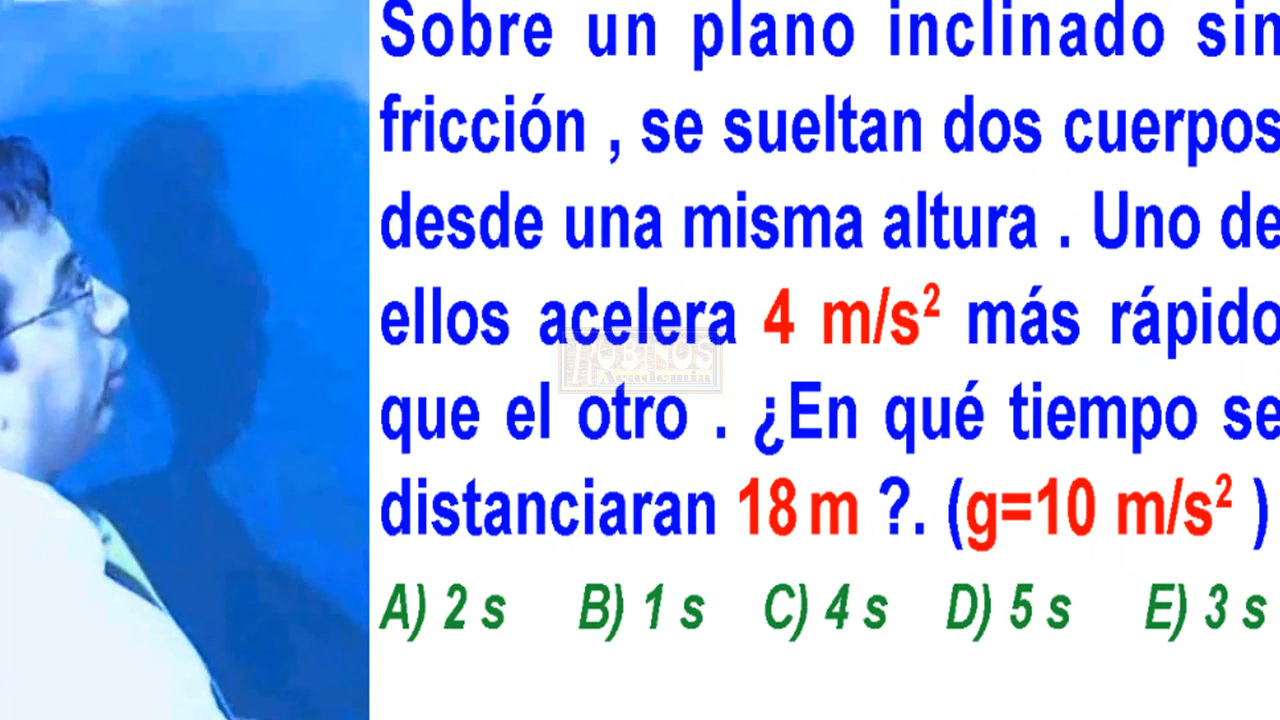 Sobre un plano inclinado sin
fricción , se sueltan dos cuerpos
desde una misma altura . Uno de
ellos acelera 4 m/s² más rápido
ROBINOS
Academia
que el otro . ¿En qué tiempo se
distanciaran 18 m ?. (g=10 m/s² )
A) 2 s B) 1 s C) 4 s D) 5 s E) 3 s